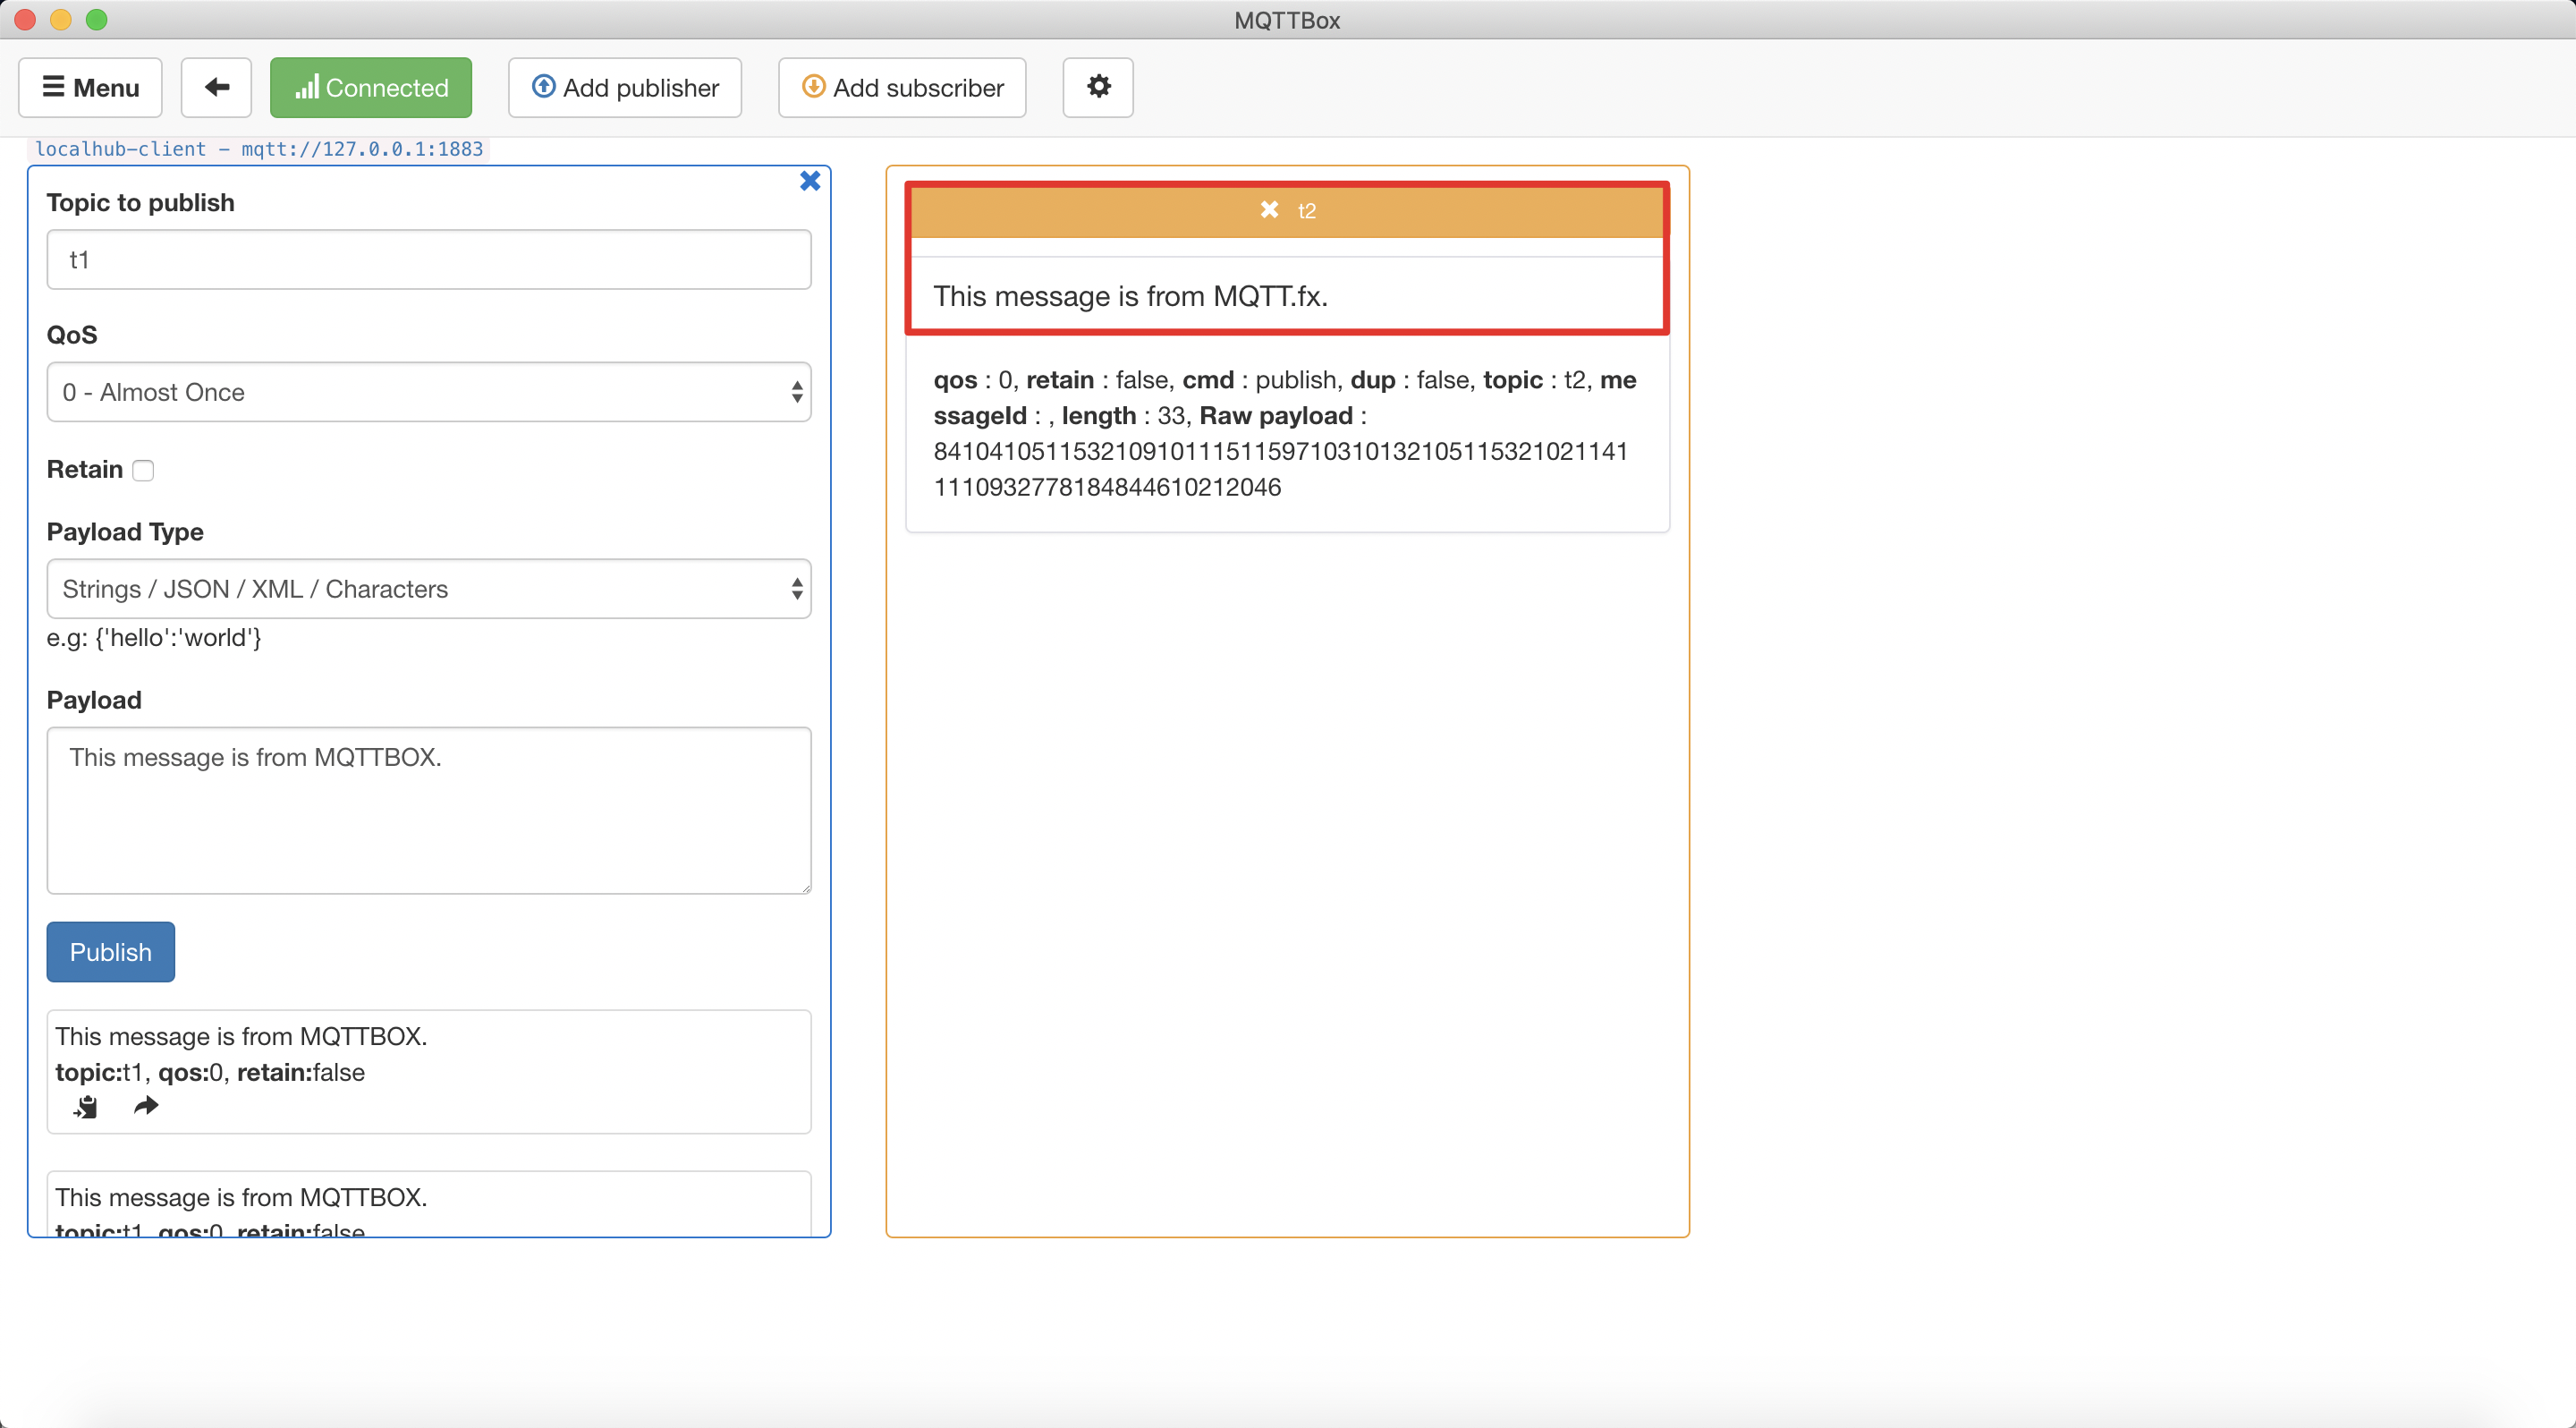 MQTTBox
Menu
Connected
Add publisher
Add subscriber
localhub-client - mqtt://127.0.0.1:1883
Topic to publish
t1
QoS
0 - Almost Once
Retain
Payload Type
Strings / JSON / XML / Characters
e.g: {'hello':'world'}
Payload
This message is from MQTTBOX.
Publish
This message is from MQTTBOX.
topic:t1, qos:0, retain:false
This message is from MQTTBOX.
topic:t1, qos:0, retain:false
t2
This message is from MQTT.fx.
qos : 0, retain : false, cmd : publish, dup : false, topic : t2, me
ssageId : , length : 33, Raw payload :
84104105115321091011151159710310132105115321021141
1110932778184844610212046